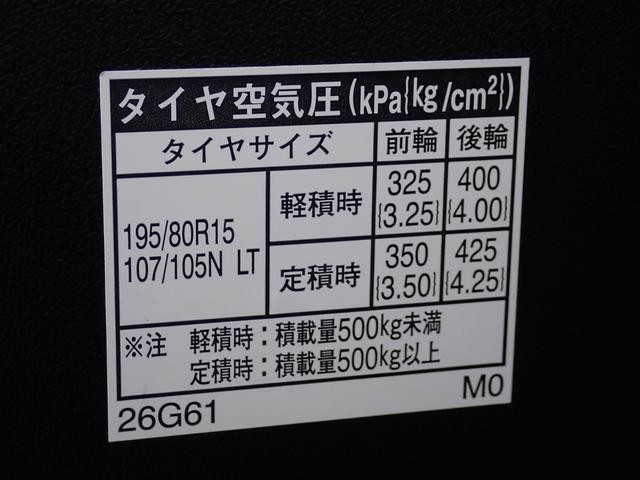 タイヤ空気圧(kPa{kg/cm²})
タイヤサイズ 前輪 後輪
195/80R15 107/105N LT 軽積時 325 {3.25} 400 {4.00}
定積時 350 {3.50} 425 {4.25}
※注 軽積時：積載量500kg未満
定積時：積載量500kg以上
26G61 M0